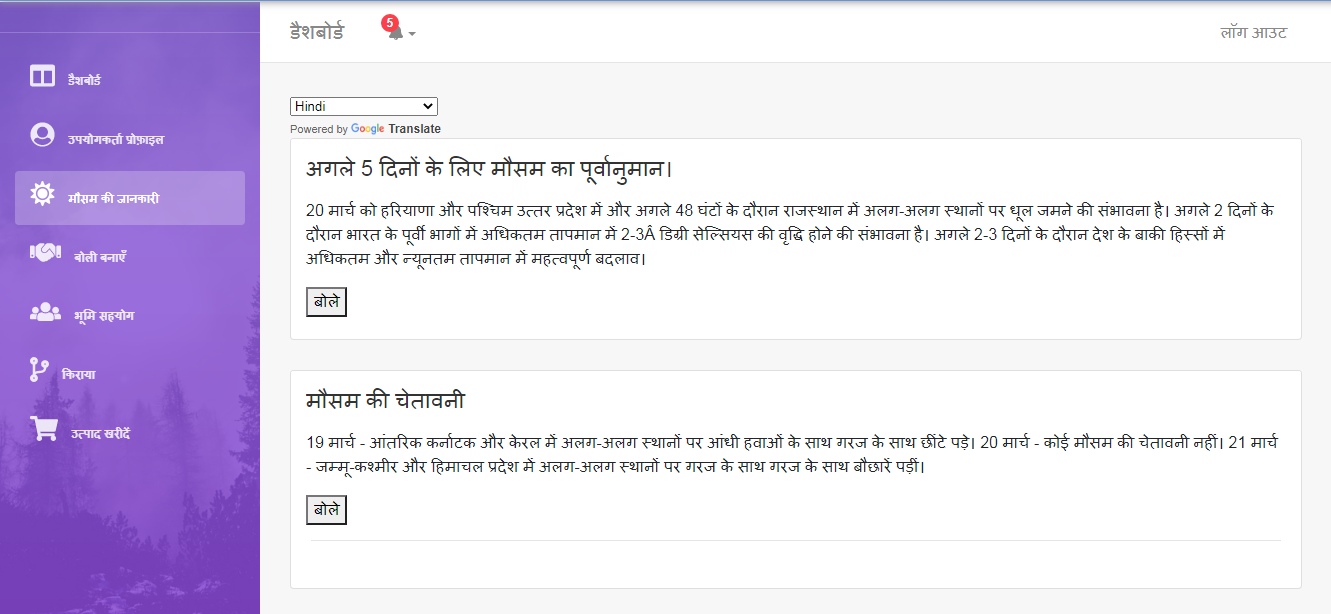 डैशबोर्ड
5
लॉग आउट
डैशबोर्ड
उपयोगकर्ता प्रोफ़ाइल
मौसम की जानकारी
बोली बनाएँ
भूमि सहयोग
किराया
उत्पाद खरीदें
Hindi
Powered by Google Translate
अगले 5 दिनों के लिए मौसम का पूर्वानुमान।
20 मार्च को हरियाणा और पश्चिम उत्तर प्रदेश में और अगले 48 घंटों के दौरान राजस्थान में अलग-अलग स्थानों पर धूल जमने की संभावना है। अगले 2 दिनों के
दौरान भारत के पूर्वी भागों में अधिकतम तापमान में 2-3Â डिग्री सेल्सियस की वृद्धि होने की संभावना है। अगले 2-3 दिनों के दौरान देश के बाकी हिस्सों में
अधिकतम और न्यूनतम तापमान में महत्वपूर्ण बदलाव।
बोले
मौसम की चेतावनी
19 मार्च - आंतरिक कर्नाटक और केरल में अलग-अलग स्थानों पर आंधी हवाओं के साथ गरज के साथ छींटे पड़े। 20 मार्च - कोई मौसम की चेतावनी नहीं। 21 मार्च
- जम्मू-कश्मीर और हिमाचल प्रदेश में अलग-अलग स्थानों पर गरज के साथ गरज के साथ बौछारें पड़ीं।
बोले